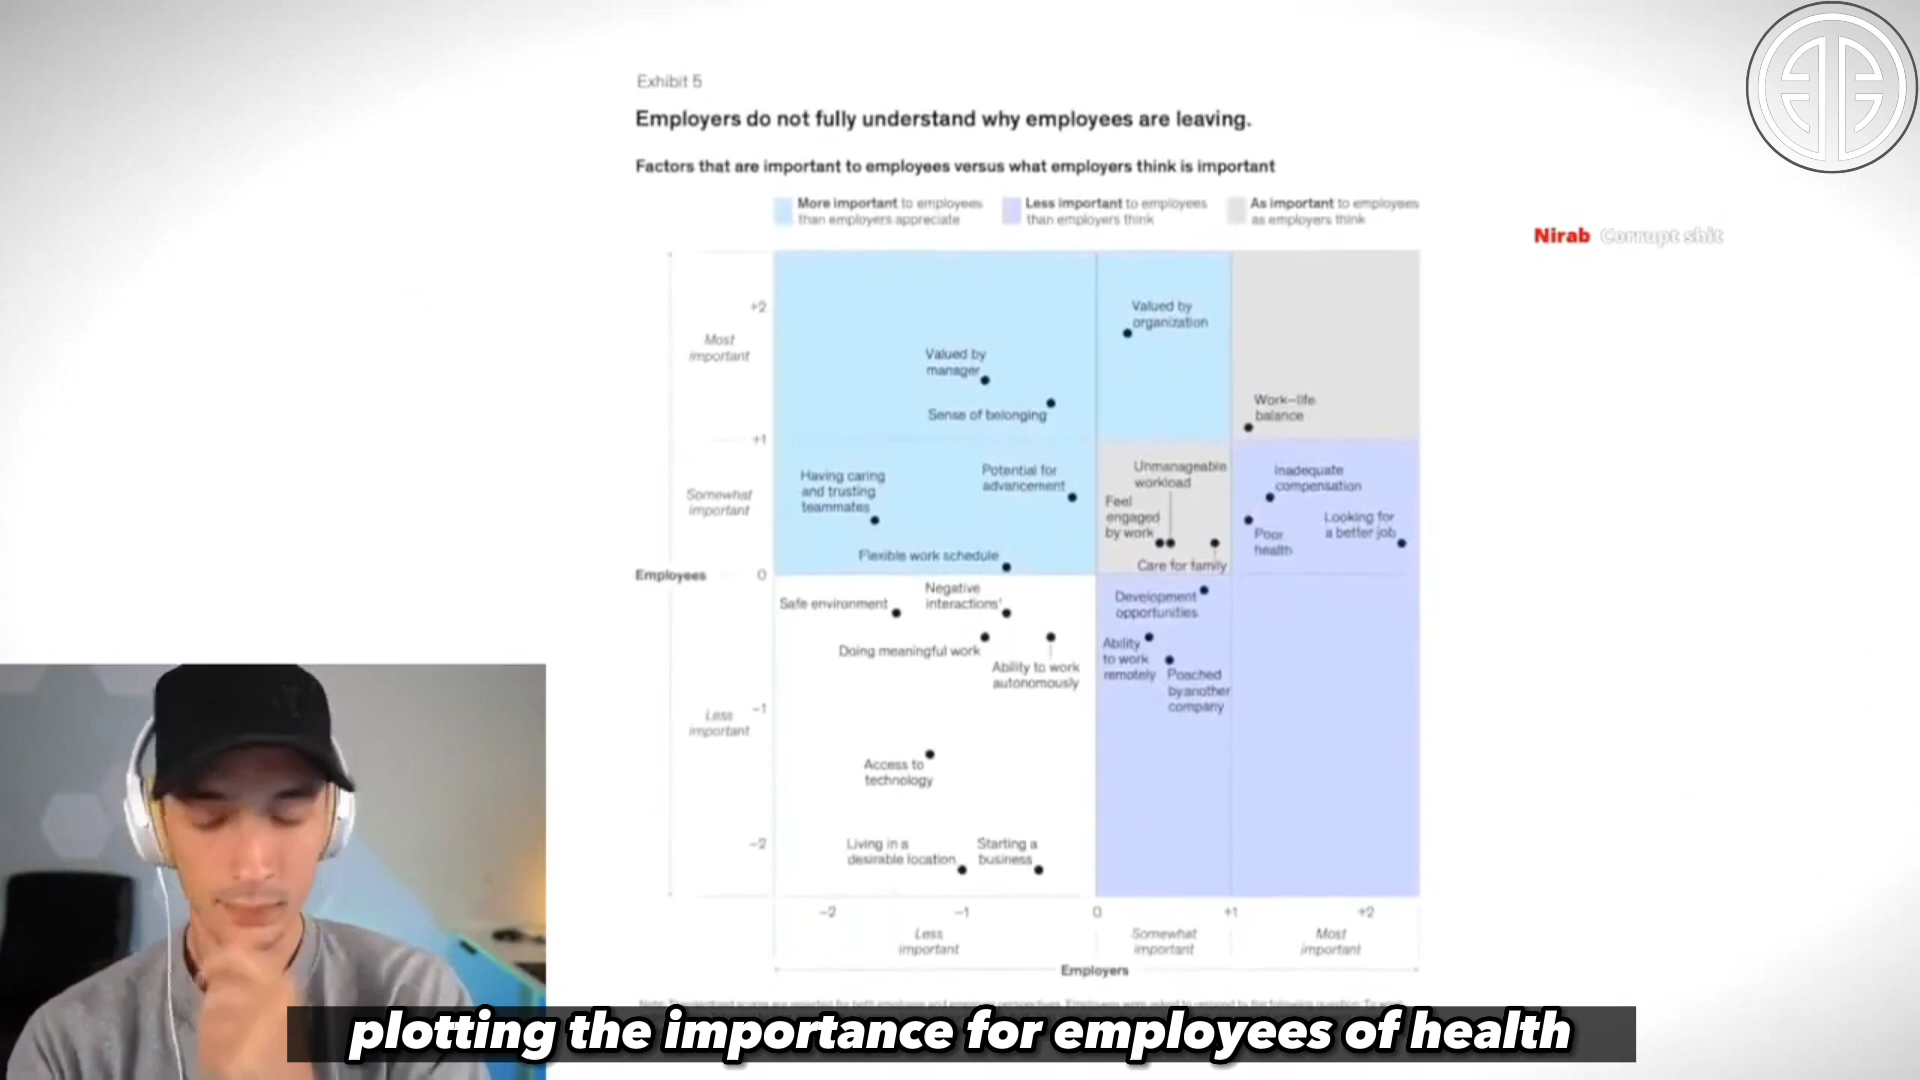 Exhibit 5
Employers do not fully understand why employees are leaving.
Factors that are important to employees versus what employers think is important
More important to employees
than employers appreciate
Less important to employees
than employers think
As important to employees
as employers think
Nirab Corrupt shit
+2
Most
important
+1
Somewhat
important
Employees
0
Less
important
-1
-2
Valued by
manager
Sense of belonging
Valued by
organization
Work–life
balance
Having caring
and trusting
teammates
Potential for
advancement
Flexible work schedule
Unmanageable
workload
Feel
engaged
by work
Care for family
Inadequate
compensation
Poor
health
Looking for
a better job
Safe environment
Negative
interactions¹
Doing meaningful work
Ability to work
autonomously
Development
opportunities
Ability
to work
remotely
Poached
by another
company
Access to
technology
Living in a
desirable location
Starting a
business
-2
-1
0
+1
+2
Less
important
Somewhat
important
Most
important
Employers
plotting the importance for employees of health